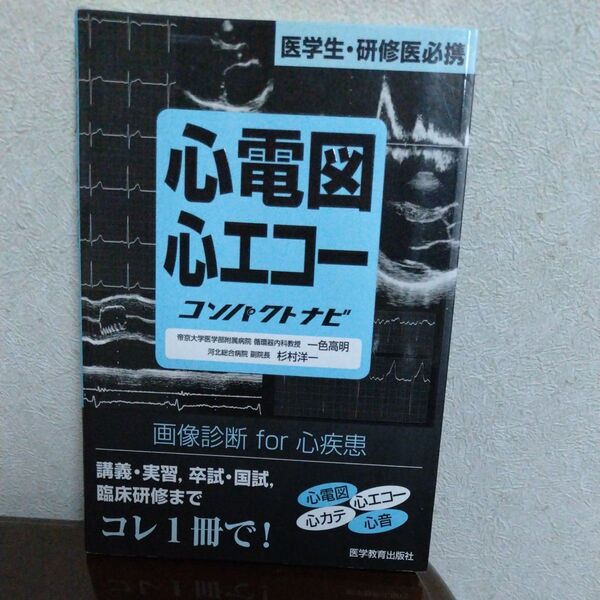 医学生・研修医必携
心電図
心エコー
コンパクトナビ
帝京大学医学部附属病院 循環器内科教授 一色高明
河北総合病院 副院長 杉村洋一
画像診断 for 心疾患
講義・実習, 卒試・国試,
臨床研修まで
コレ1冊で!
心電図 心エコー
心カテ 心音
医学教育出版社